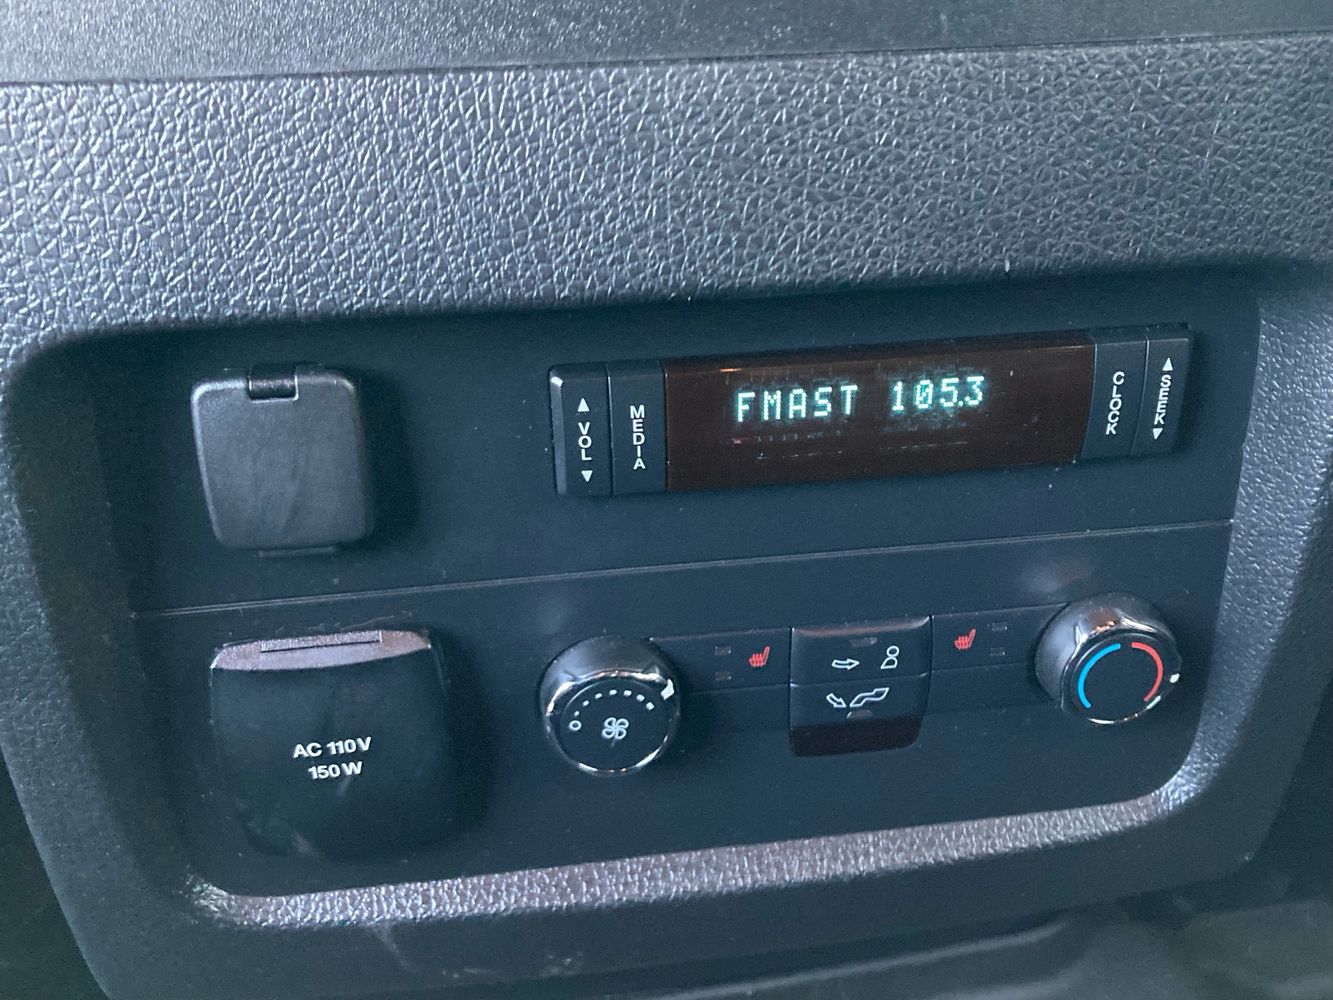 VOL
MEDIA
FMAST 105.3
CLOCK
SEEK
AC 110V
150W